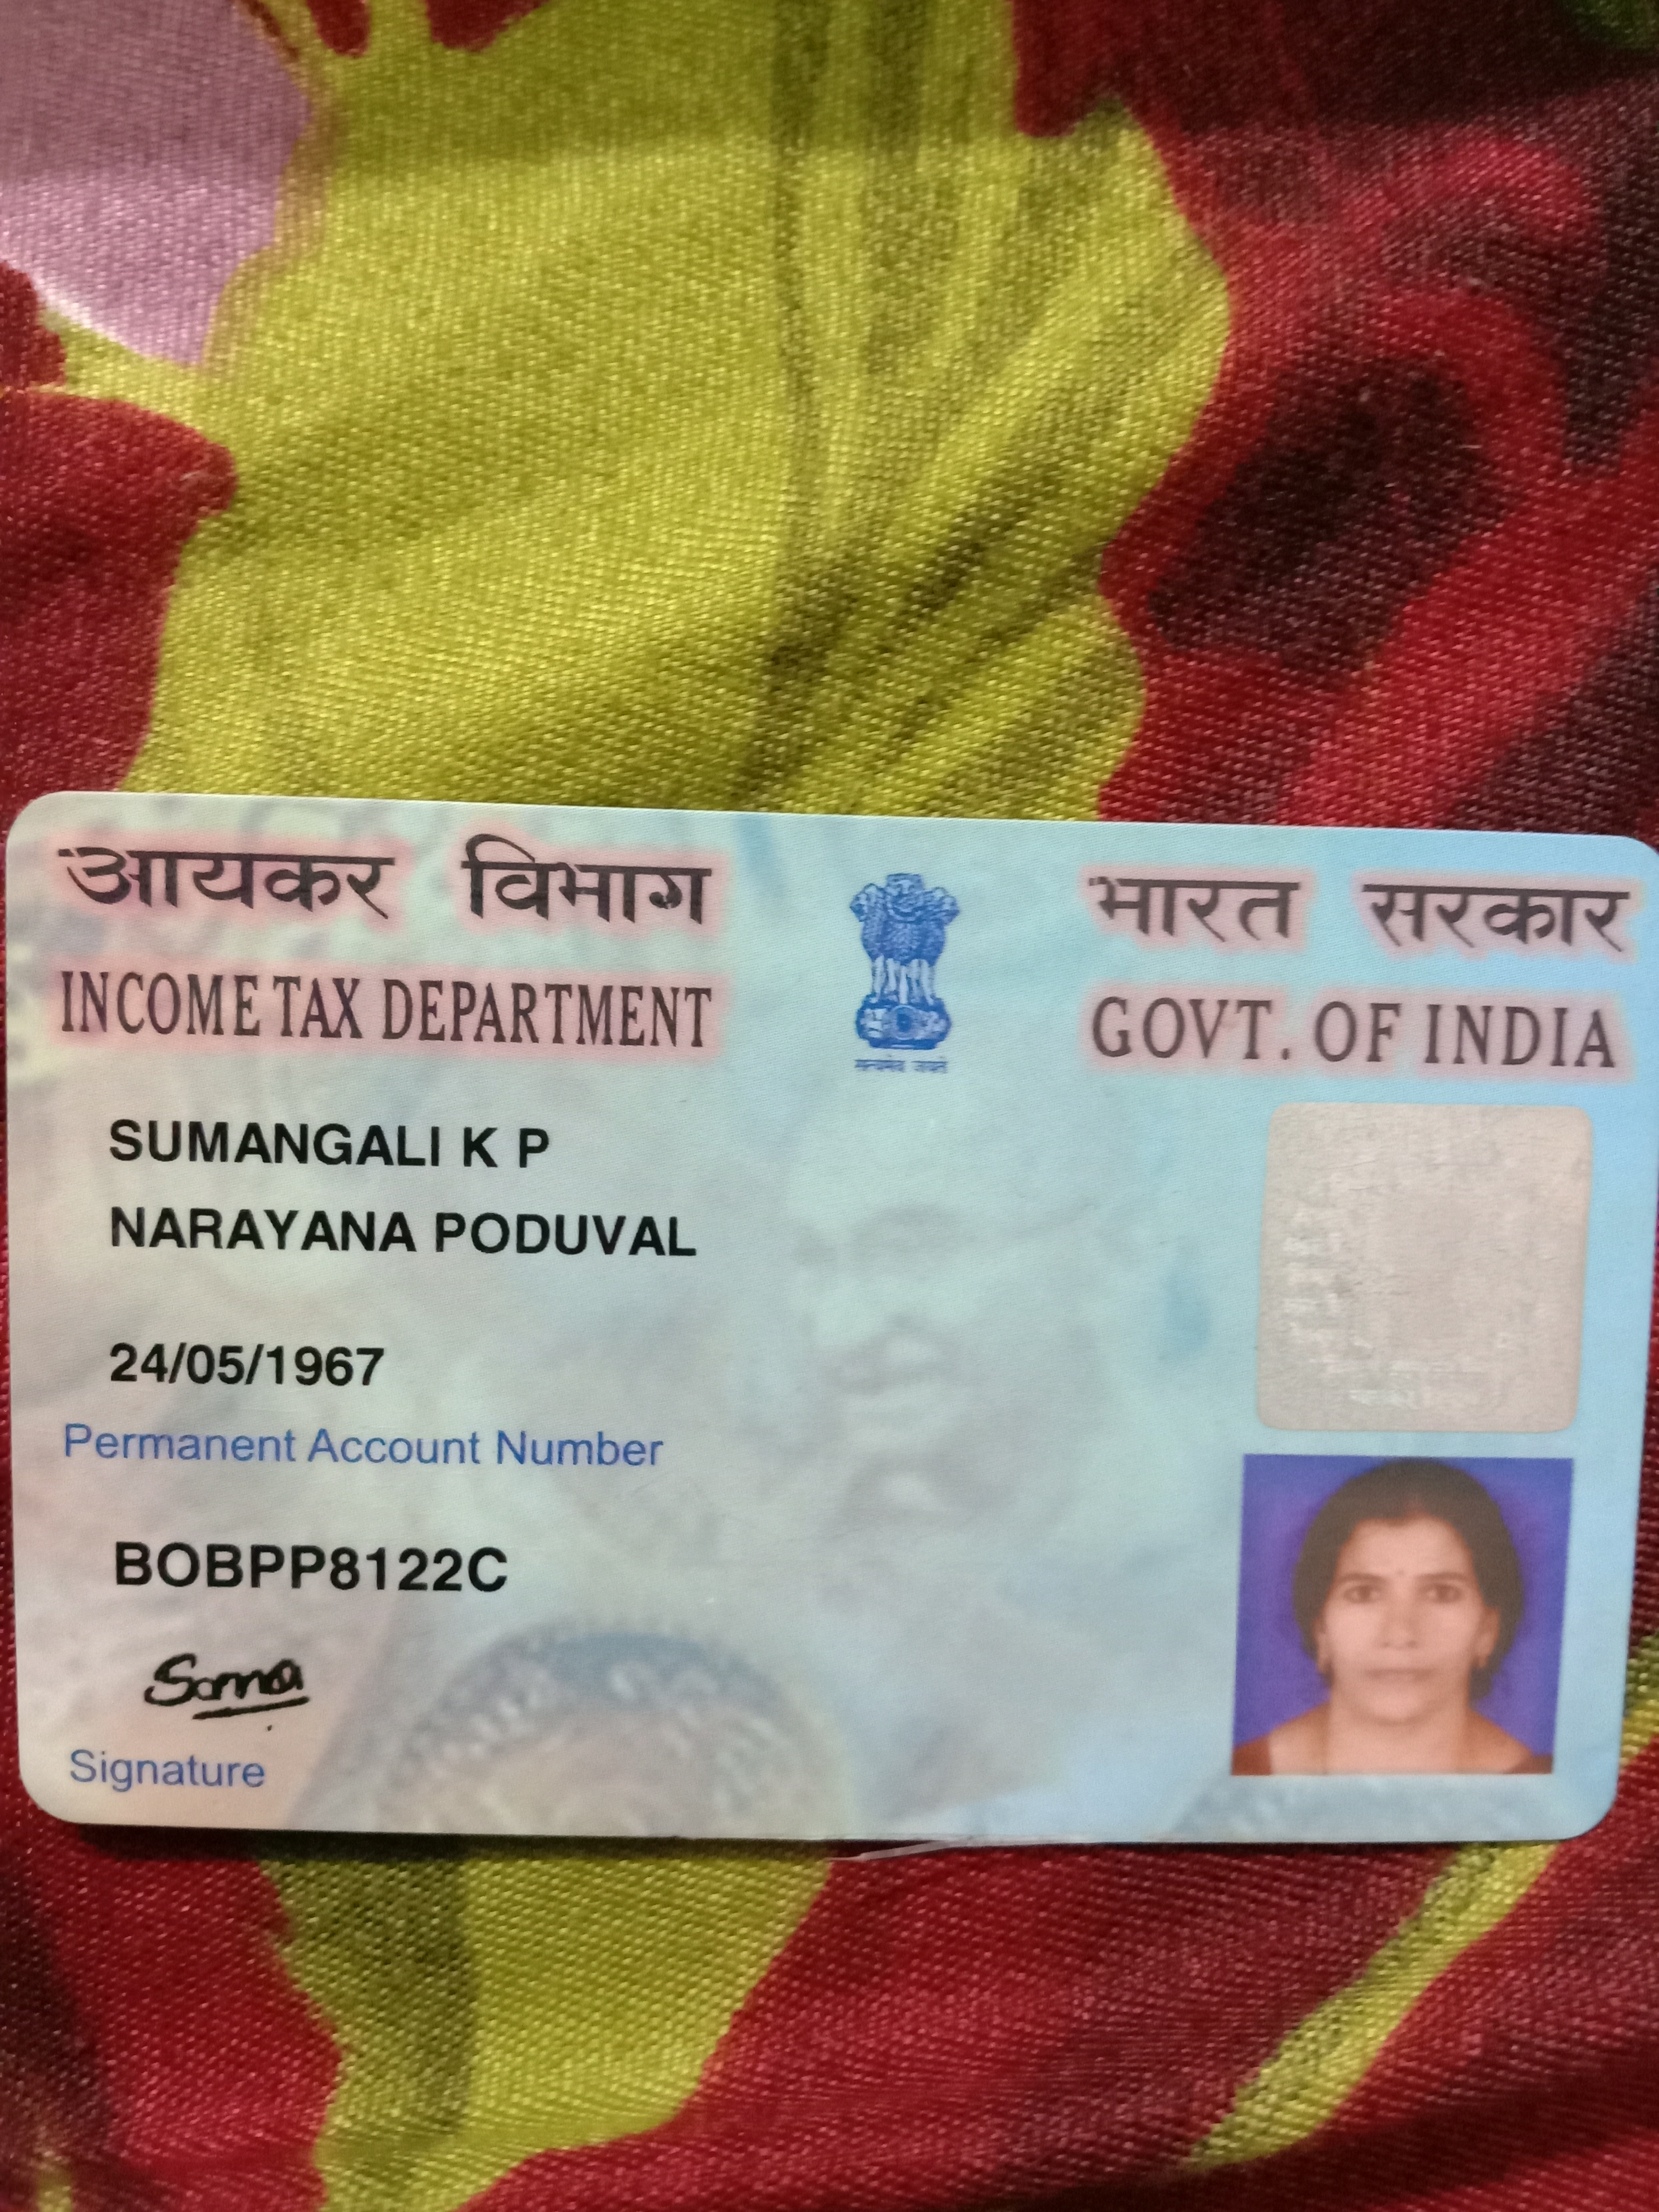 आयकर विभाग
भारत सरकार
INCOME TAX DEPARTMENT
GOVT. OF INDIA
सत्यमेव जयते
SUMANGALI K P
NARAYANA PODUVAL
24/05/1967
Permanent Account Number
BOBPP8122C
Soma
Signature